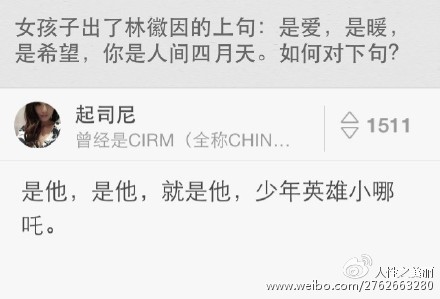 女孩子出了林徽因的上句：是爱，是暖，
是希望，你是人间四月天。如何对下句？
起司尼
曾经是CIRM（全称CHIN…
1511
是他，是他，就是他，少年英雄小哪
吒。
人性之美丽
www.weibo.com/2762663280